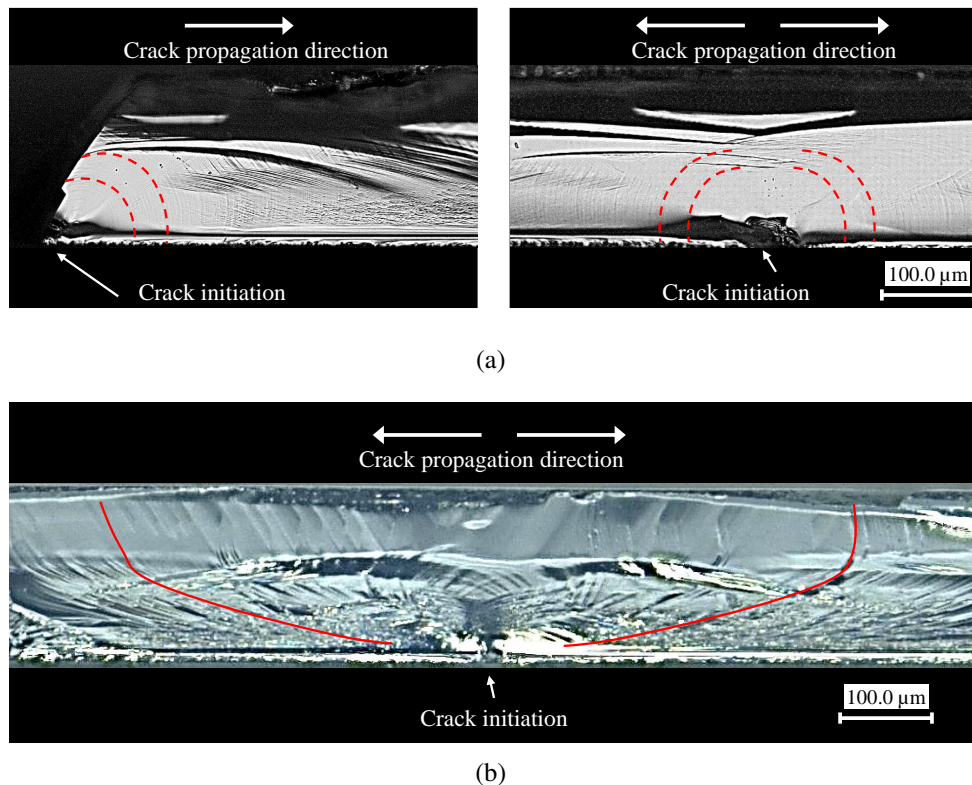 Crack propagation direction
Crack propagation direction
Crack initiation
Crack initiation
100.0 µm
(a)
Crack propagation direction
Crack initiation
100.0 µm
(b)